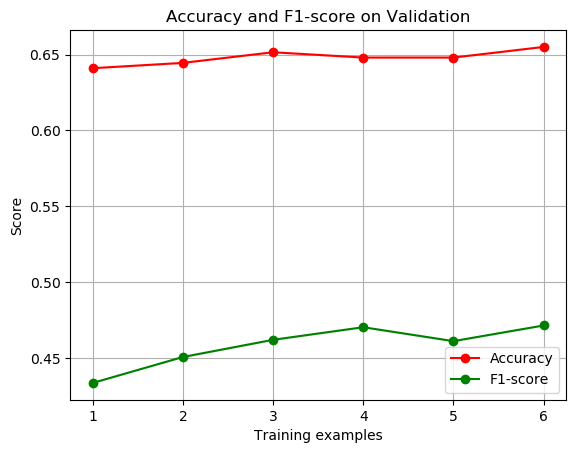 Accuracy and F1-score on Validation
Score
0.65
0.60
0.55
0.50
0.45
Accuracy
F1-score
1 2 3 4 5 6
Training examples